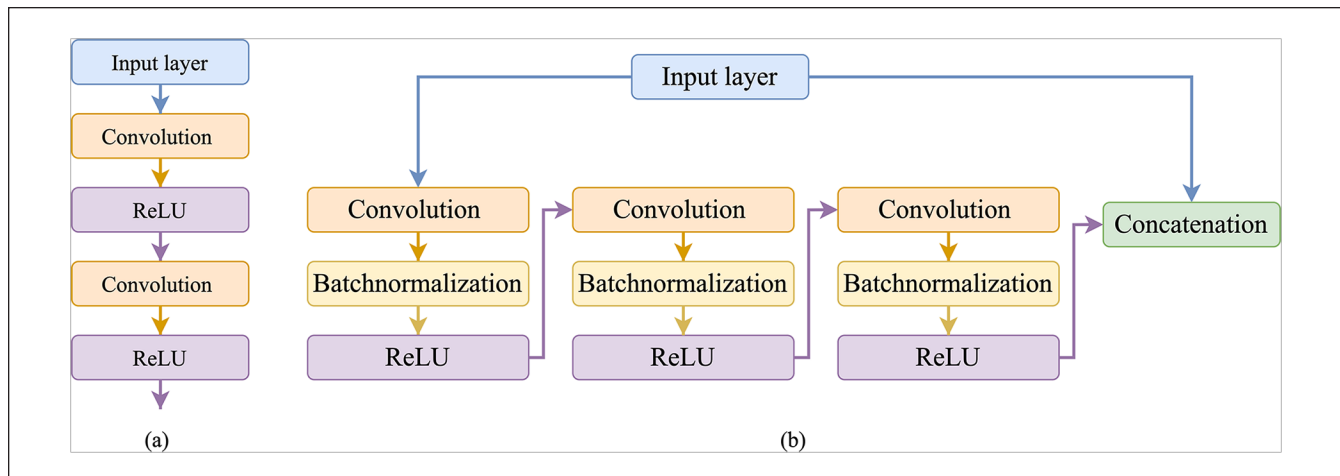 Input layer
Convolution
ReLU
Convolution
ReLU
(a)
Input layer
Convolution
Batchnormalization
ReLU
Convolution
Batchnormalization
ReLU
Convolution
Batchnormalization
ReLU
Concatenation
(b)